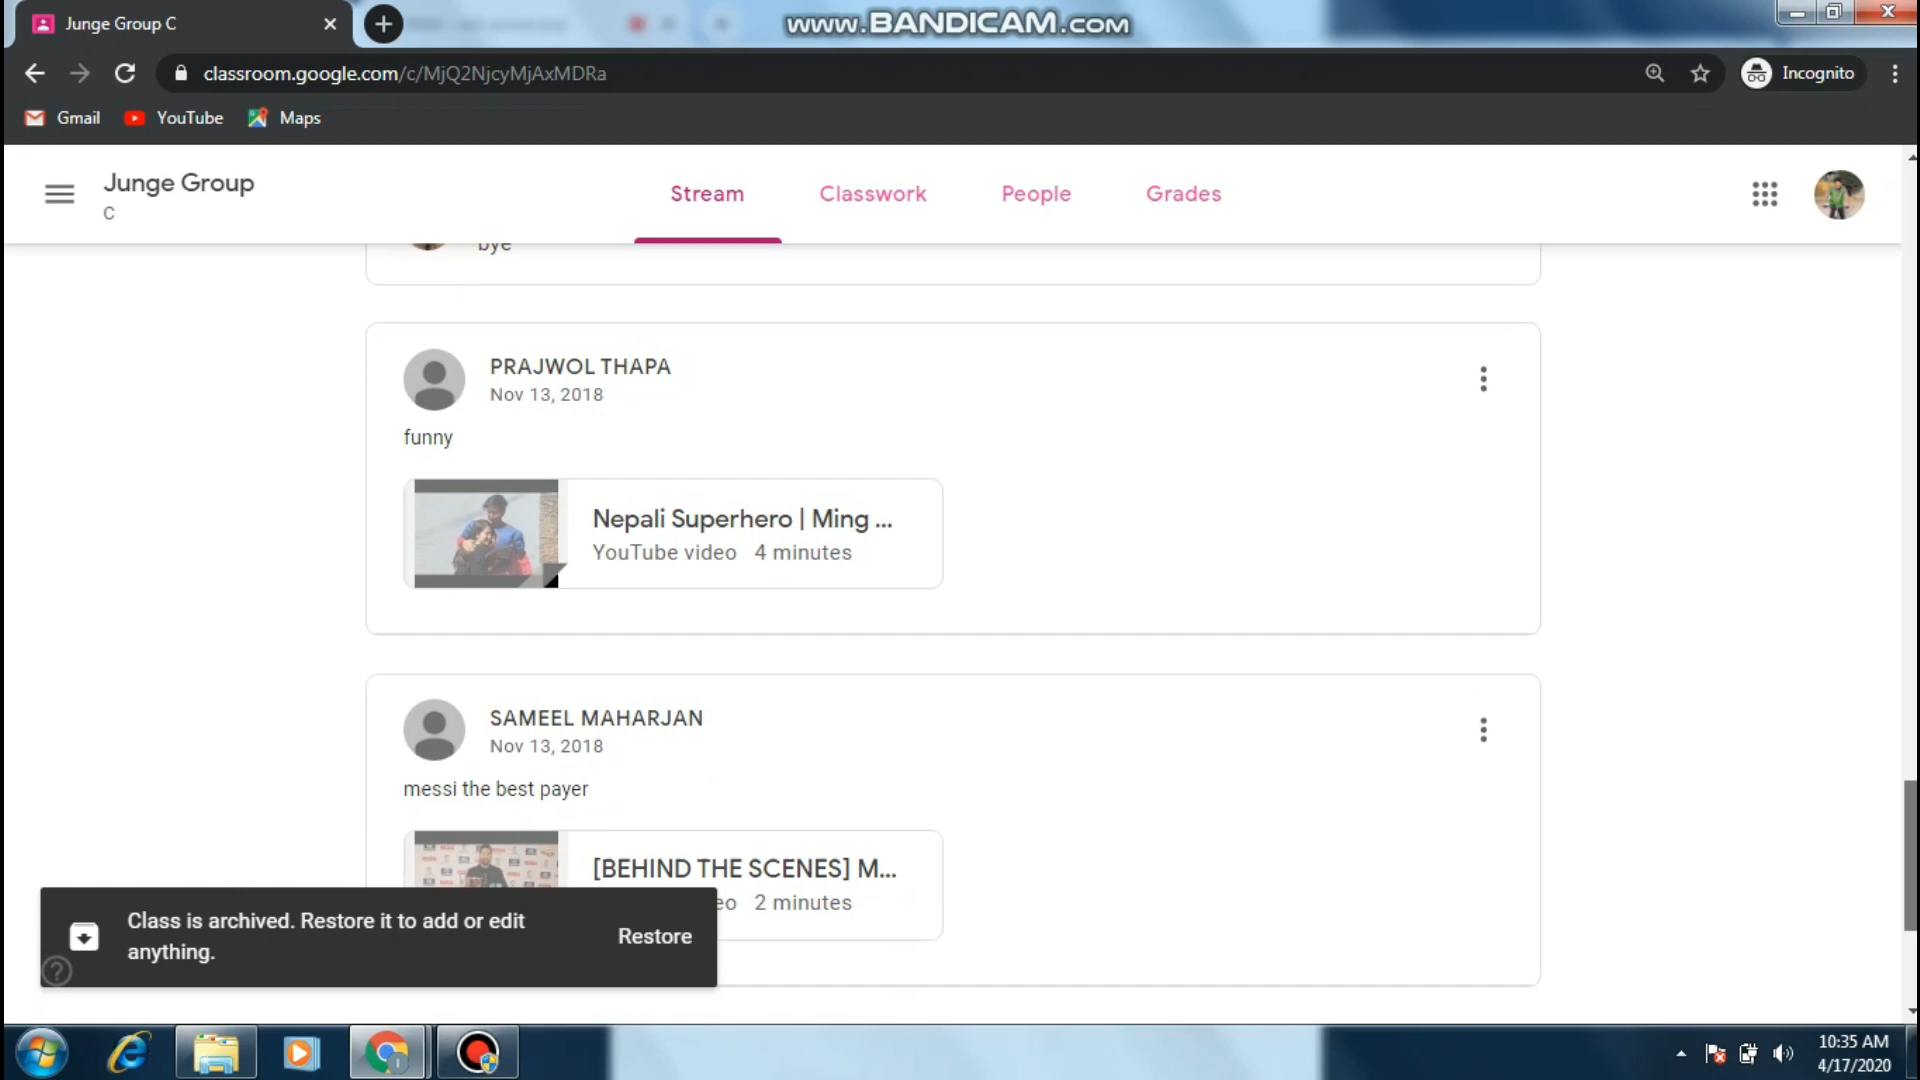 Junge Group C
www.BANDICAM.com
classroom.google.com/c/MjQ2NjcyMjAxMDRa
Incognito
Gmail
YouTube
Maps
Junge Group
C
Stream
Classwork
People
Grades
bye
PRAJWOL THAPA
Nov 13, 2018
funny
Nepali Superhero | Ming ...
YouTube video 4 minutes
SAMEEL MAHARJAN
Nov 13, 2018
messi the best payer
[BEHIND THE SCENES] M...
eo 2 minutes
Class is archived. Restore it to add or edit
anything.
Restore
10:35 AM
4/17/2020